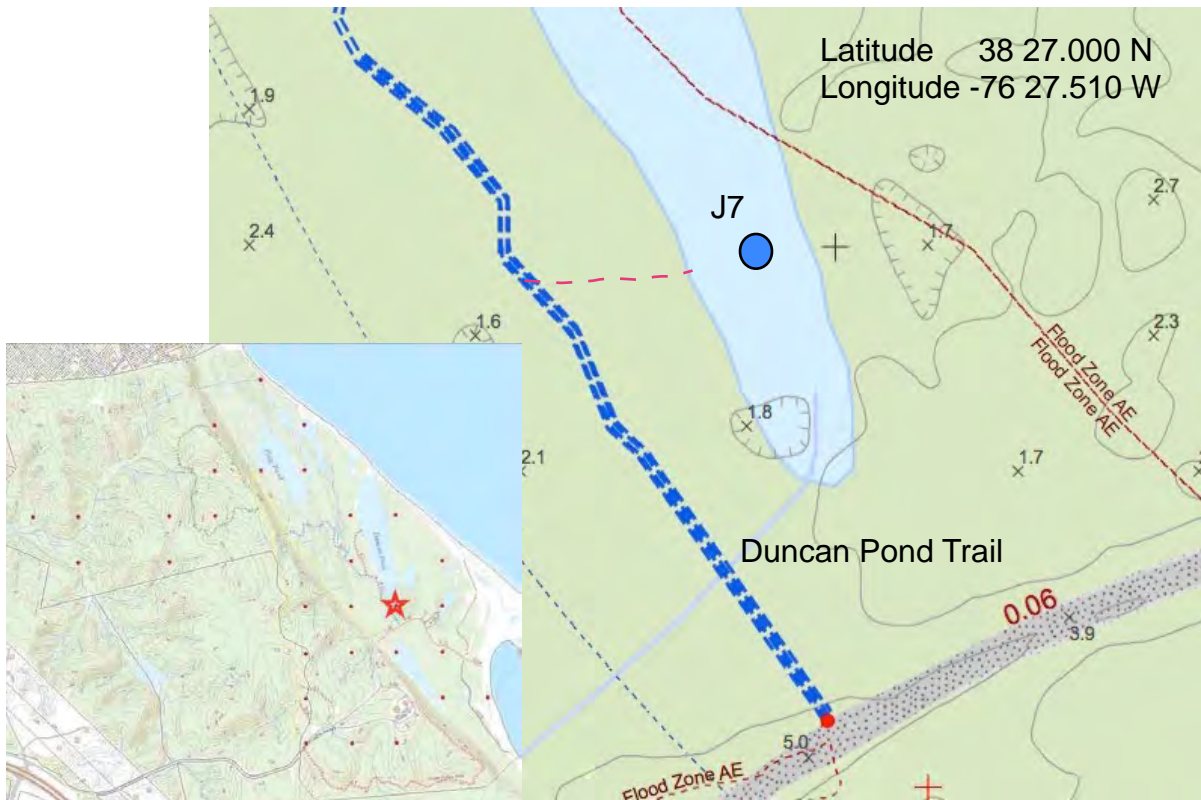 Latitude 38 27.000 N
Longitude -76 27.510 W
1.9
2.7
J7
2.4
1.7
1.6
2.3
Flood Zone AE
Flood Zone AE
1.8
2.1
1.7
Duncan Pond Trail
0.06
3.9
5.0
Flood Zone AE